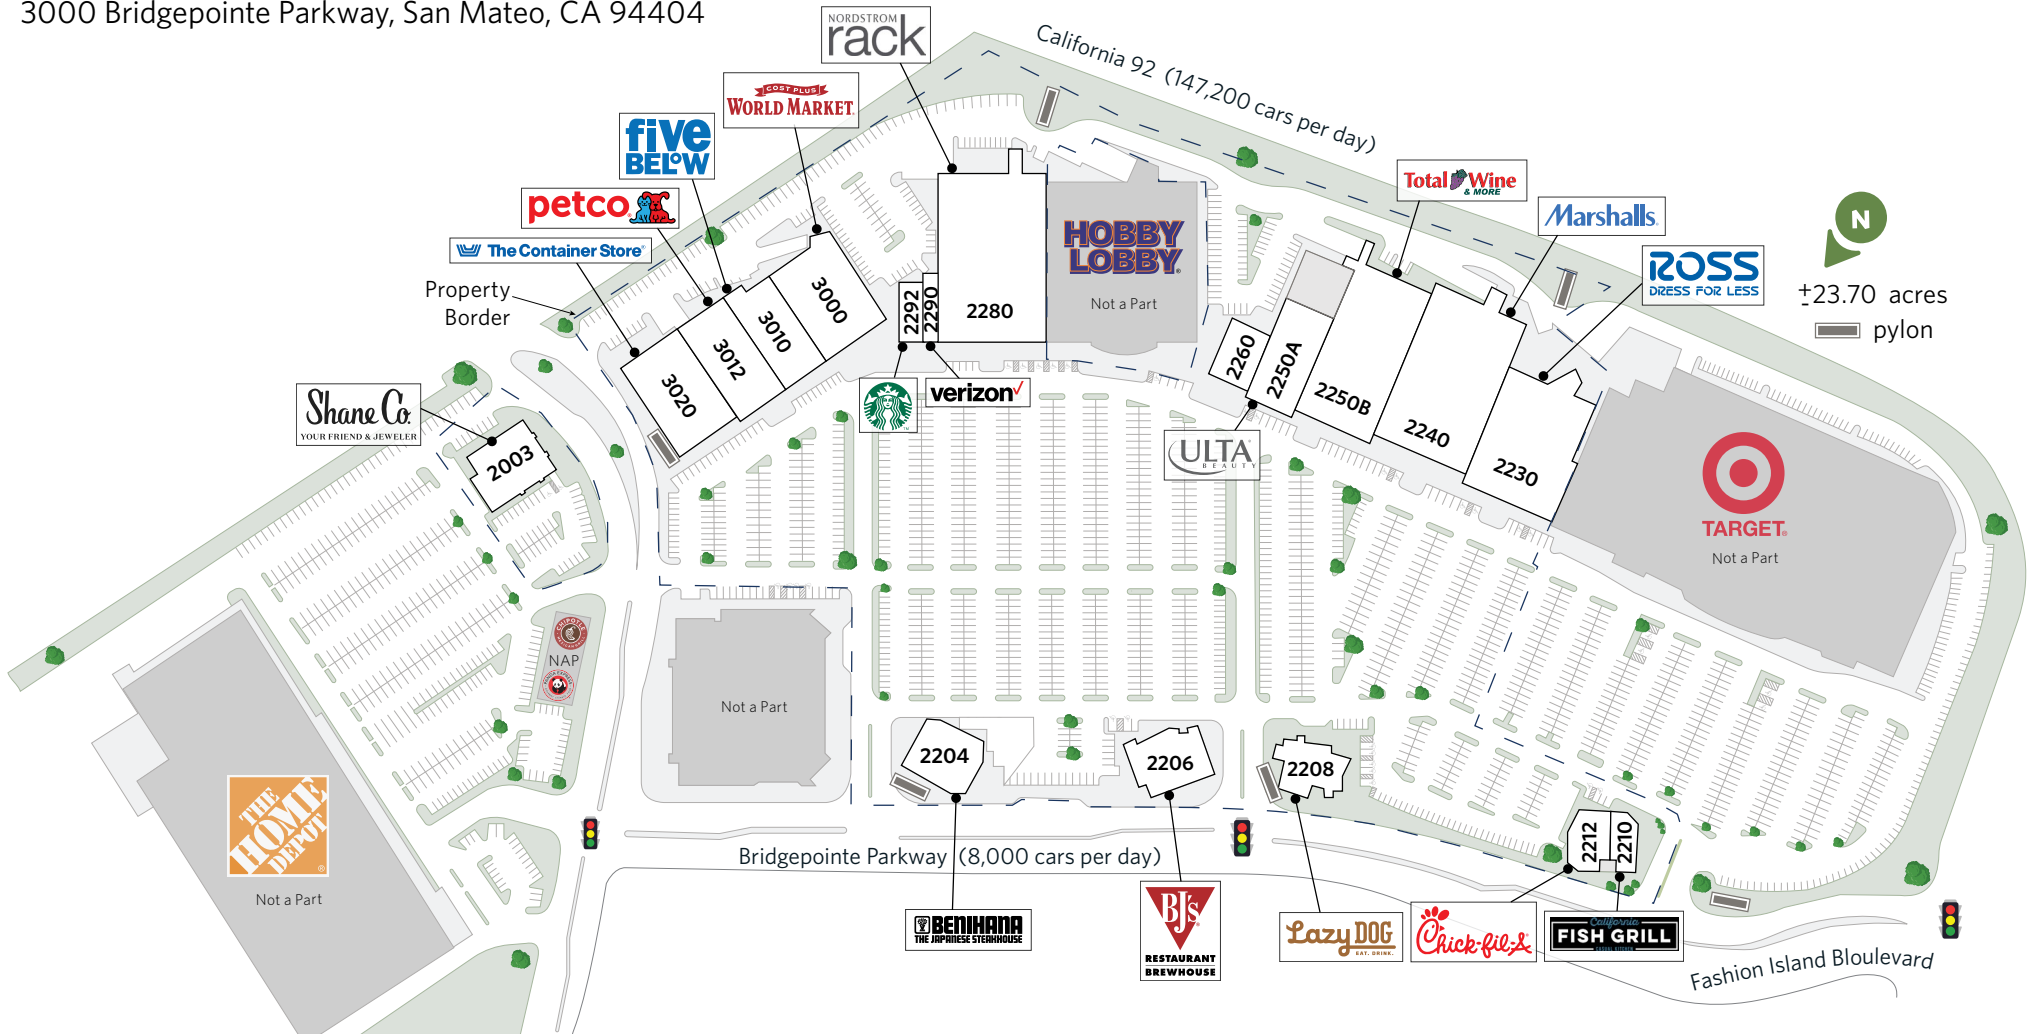 3000 Bridgepointe Parkway, San Mateo, CA 94404
NORDSTROM
rack
California 92 (147,200 cars per day)
COST PLUS
WORLD MARKET
five
BELOW
petco
The Container Store
Property
Border
Total Wine
& MORE
Marshalls
ROSS
DRESS FOR LESS
N
±23.70 acres
pylon
HOBBY
LOBBY
Not a Part
3000
3010
3012
3020
2292
2290
2280
2260
2250A
2250B
2240
2230
verizon
ULTA
BEAUTY
Shane Co.
YOUR FRIEND & JEWELER
2003
TARGET
Not a Part
CHIPOTLE
NAP
PANDA EXPRESS
Not a Part
2204
2206
2208
2212
2210
THE
HOME
DEPOT
Not a Part
Bridgepointe Parkway (8,000 cars per day)
BENIHANA
THE JAPANESE STEAKHOUSE
BJ's
RESTAURANT
BREWHOUSE
Lazy DOG
EAT. DRINK.
Chick-fil-A
California
FISH GRILL
Fashion Island Bloulevard